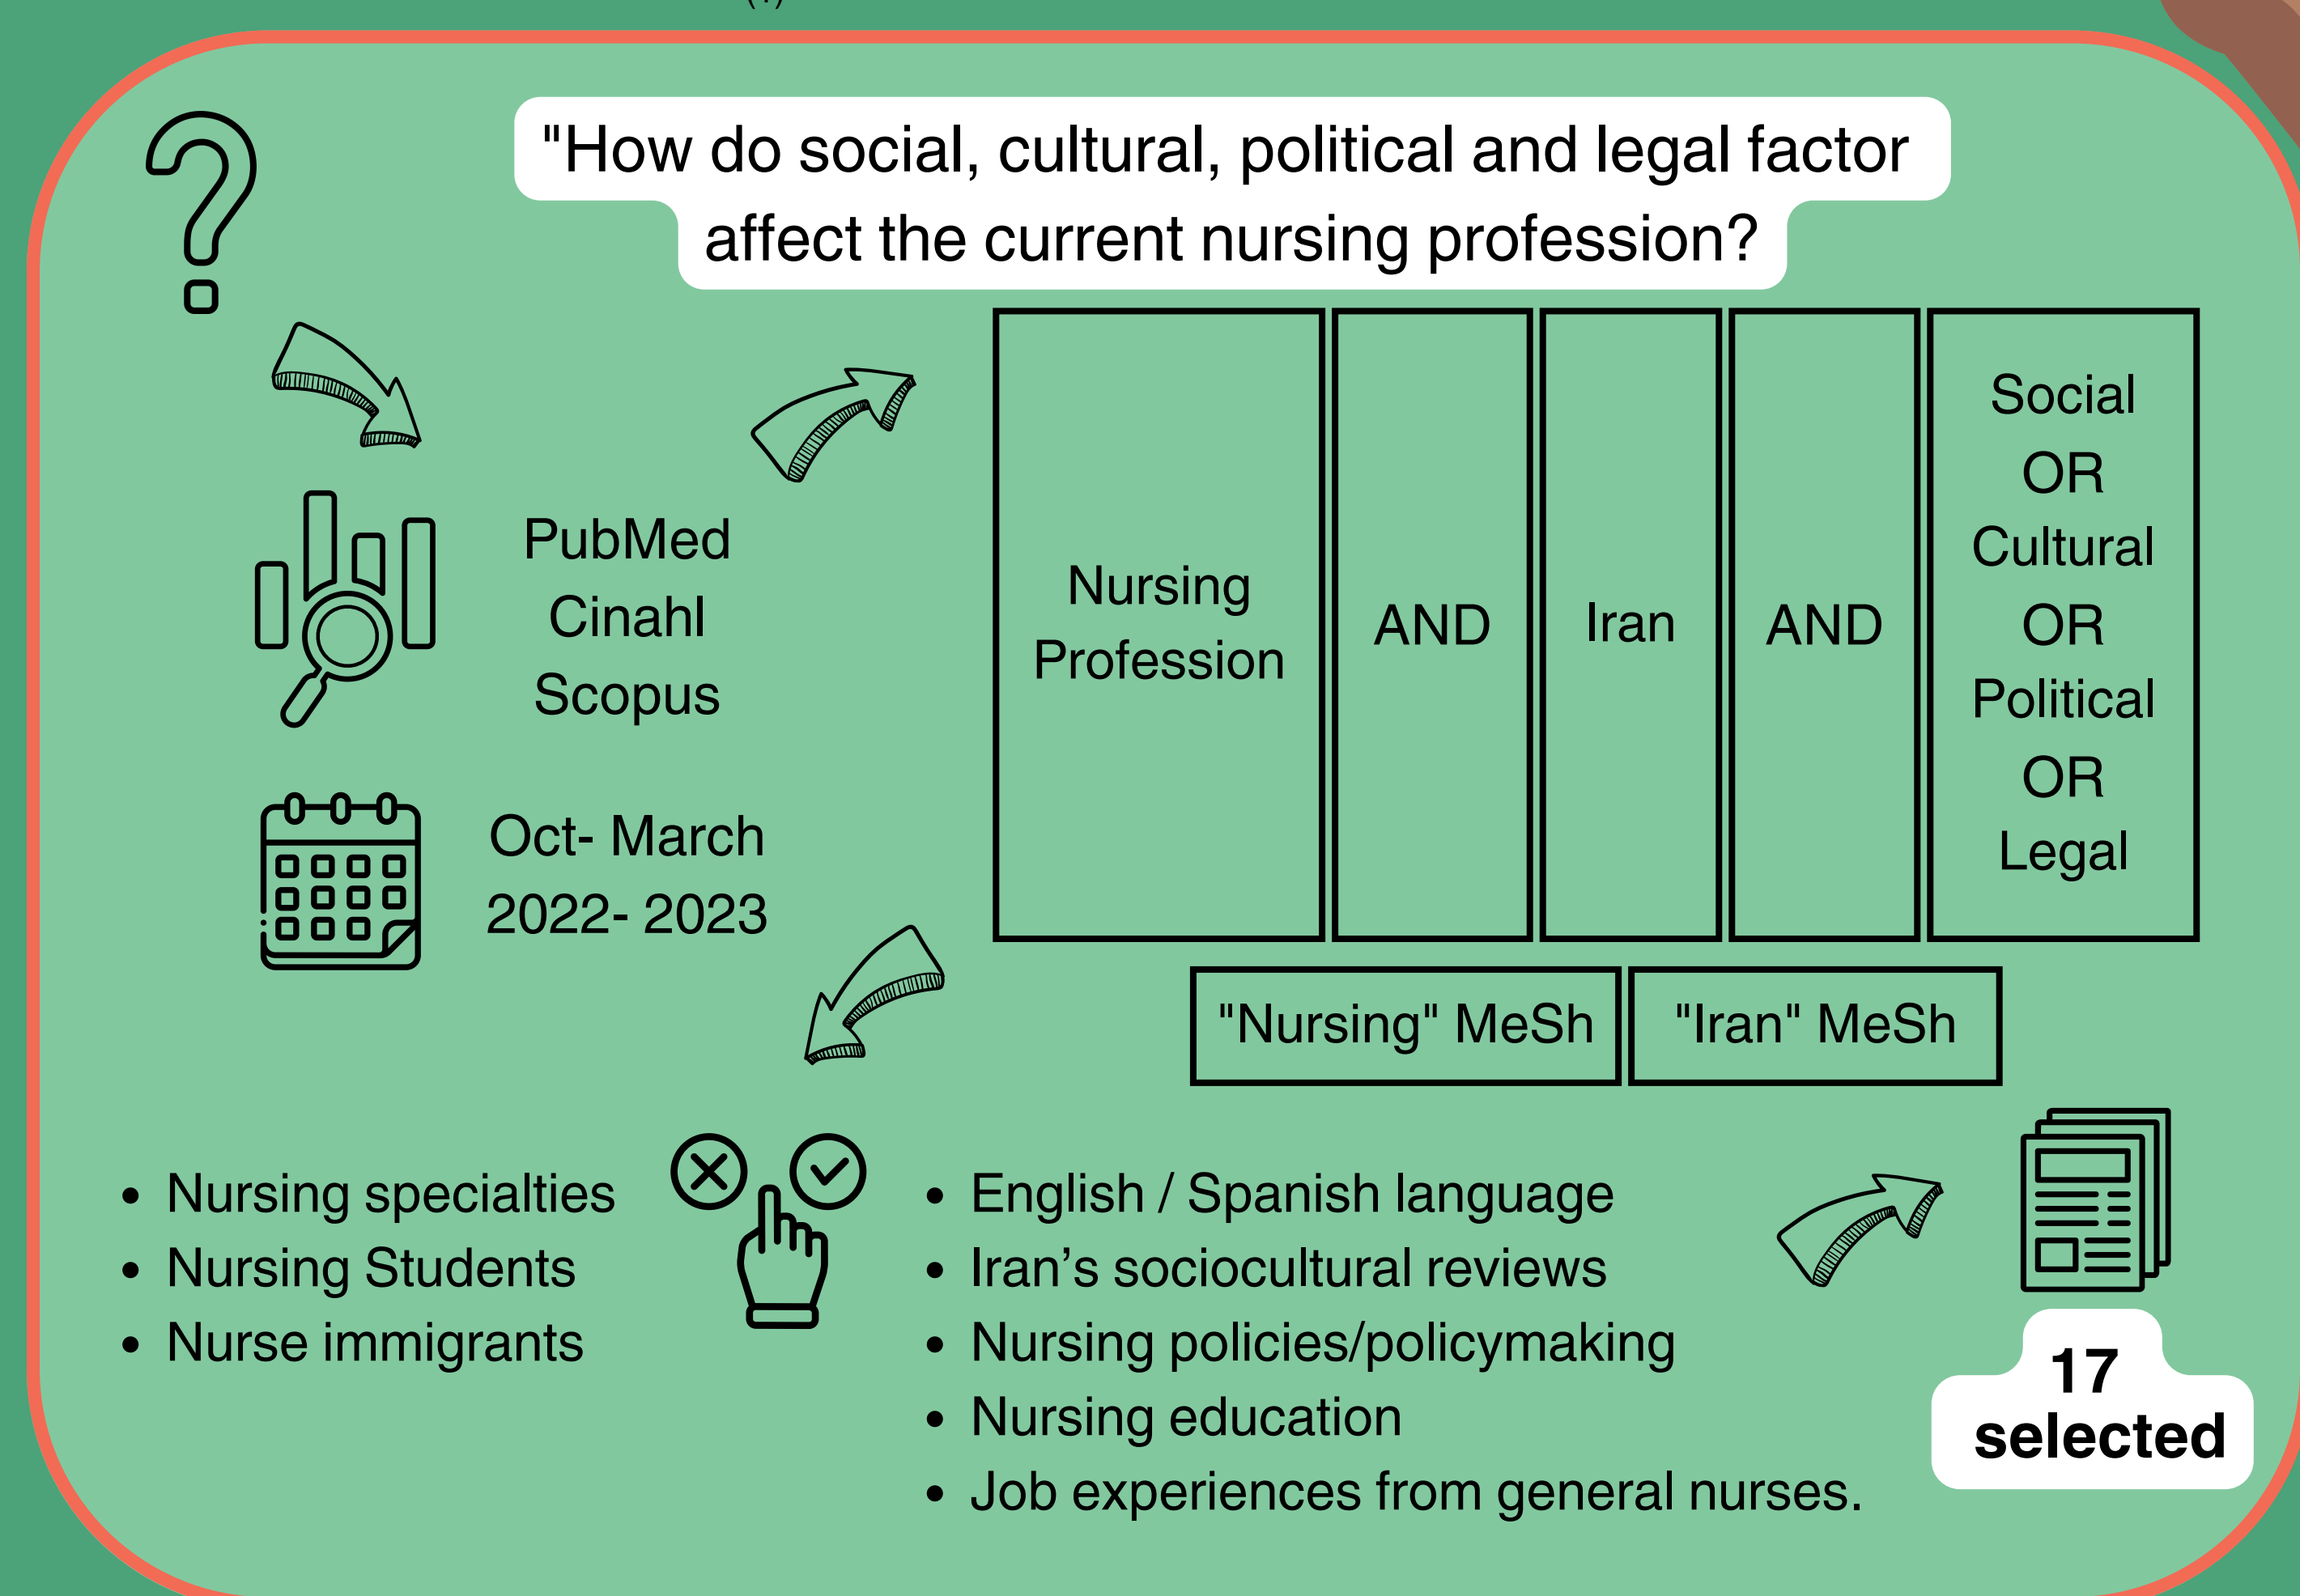 "How do social, cultural, political and legal factor
affect the current nursing profession?
PubMed
Cinahl
Scopus
Oct- March
2022- 2023
Nursing
Profession
AND
Iran
AND
Social
OR
Cultural
OR
Political
OR
Legal
"Nursing" MeSh
"Iran" MeSh
• Nursing specialties
• Nursing Students
• Nurse immigrants
• English / Spanish language
• Iran’s sociocultural reviews
• Nursing policies/policymaking
• Nursing education
• Job experiences from general nurses.
17
selected